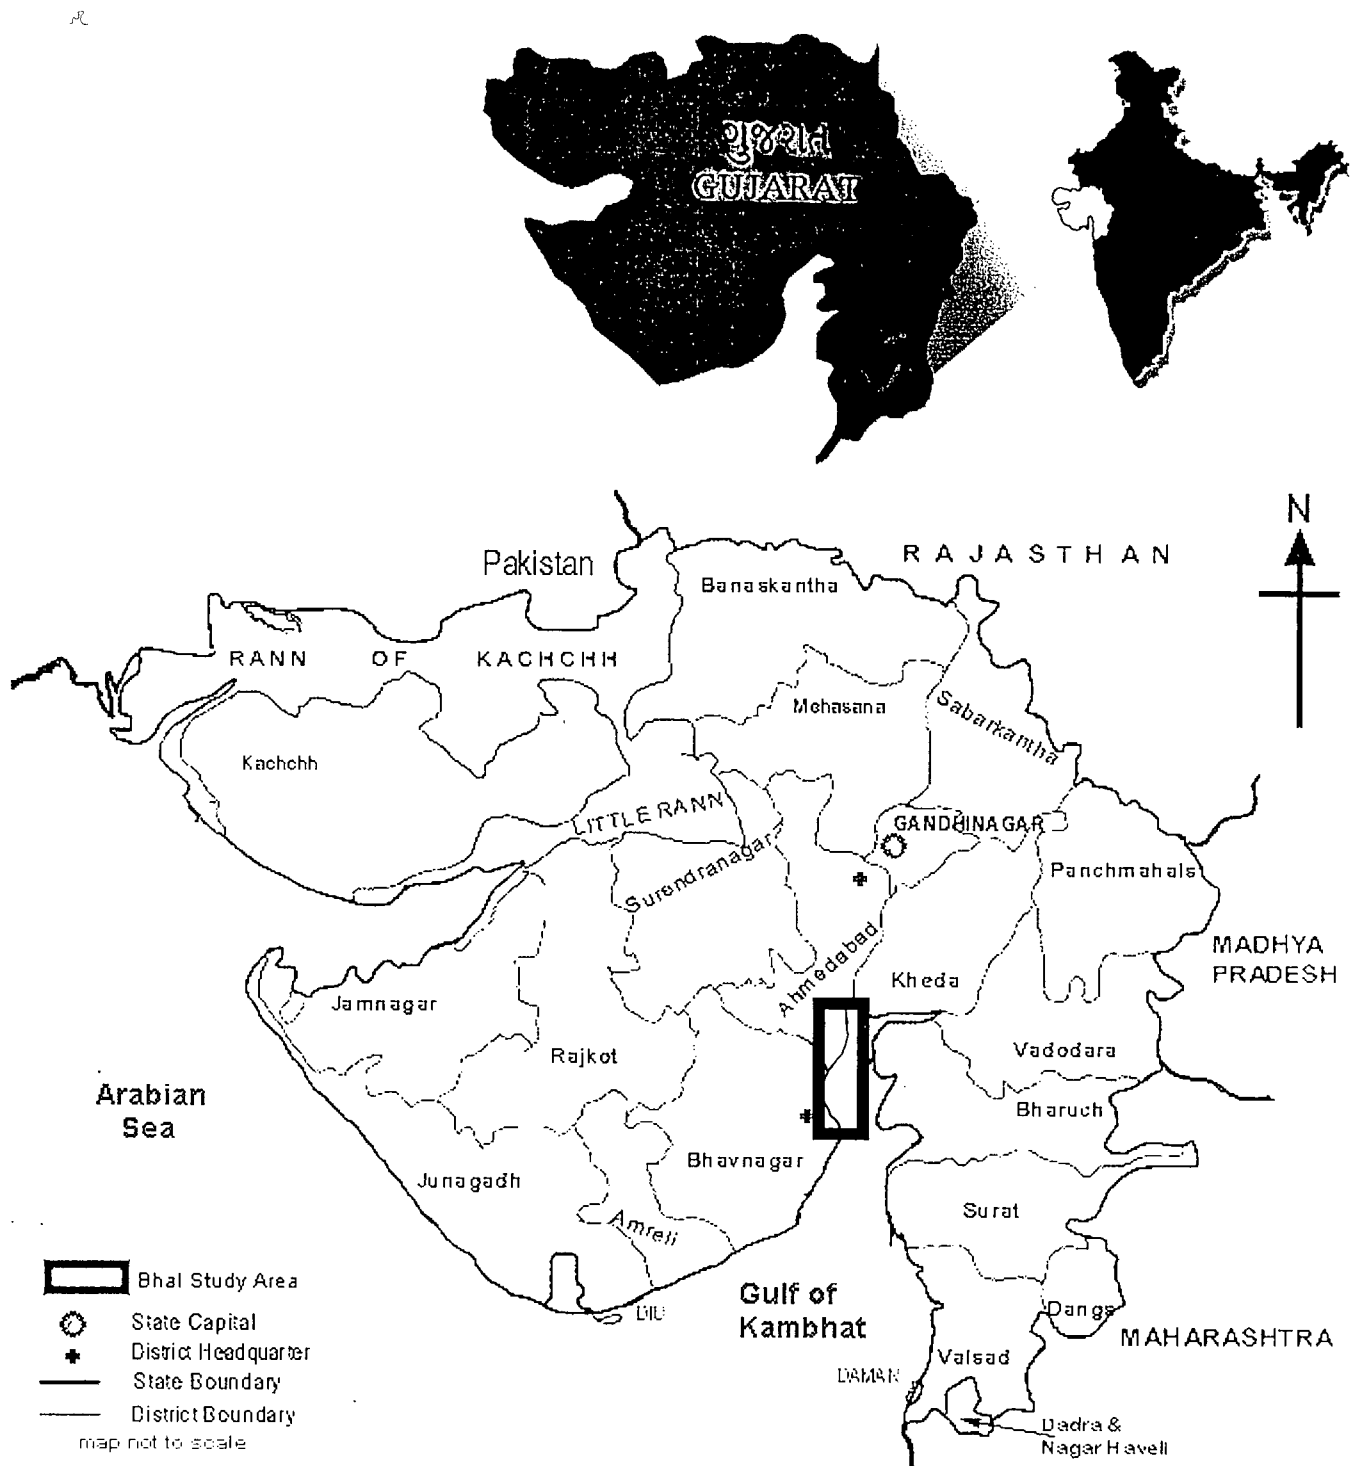 ગુજરાત
GUJARAT
N
Pakistan
RAJASTHAN
Banaskantha
RANN OF KACHCHH
Mehasana
Sabarkantha
Kachchh
LITTLE RANN
GANDHINAGAR
Surendranagar
Panchmahals
Ahmedabad
MADHYA
PRADESH
Kheda
Jamnagar
Rajkot
Vadodara
Arabian
Sea
Bharuch
Bhavnagar
Junagadh
Surat
Amreli
Gulf of
Kambhat
DIU
Dangs
MAHARASHTRA
Valsad
DAMAN
Dadra &
Nagar Haveli
Bhal Study Area
State Capital
District Headquarter
State Boundary
District Boundary
map not to scale